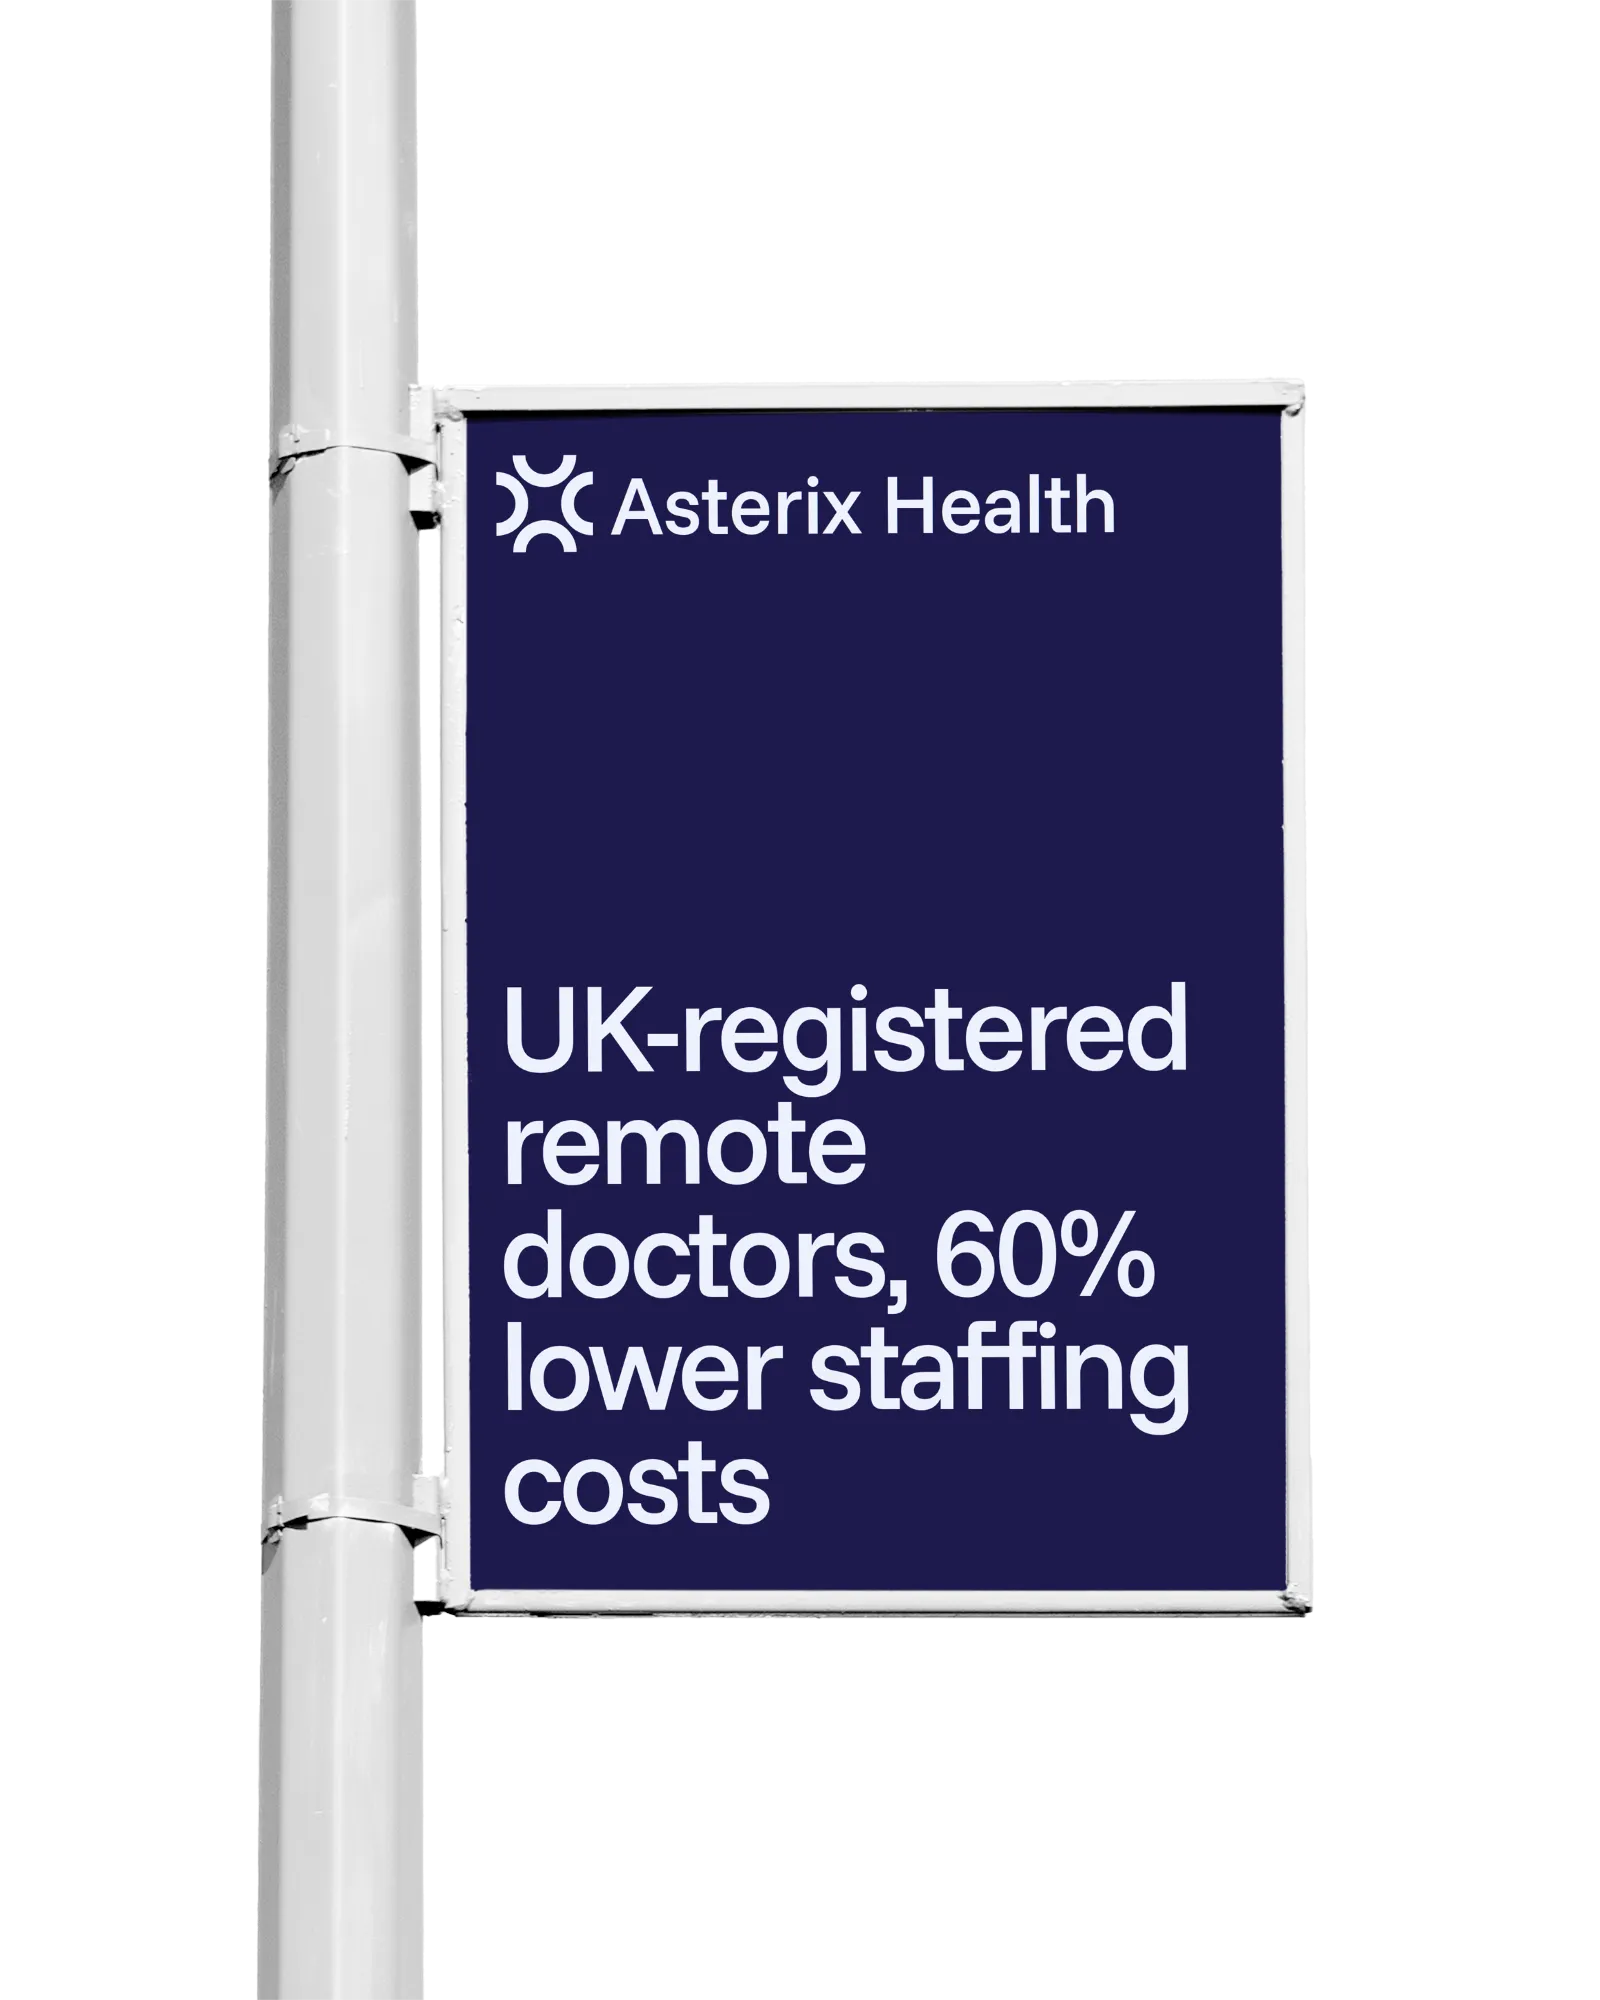 Asterix Health
UK-registered
remote
doctors, 60%
lower staffing
costs